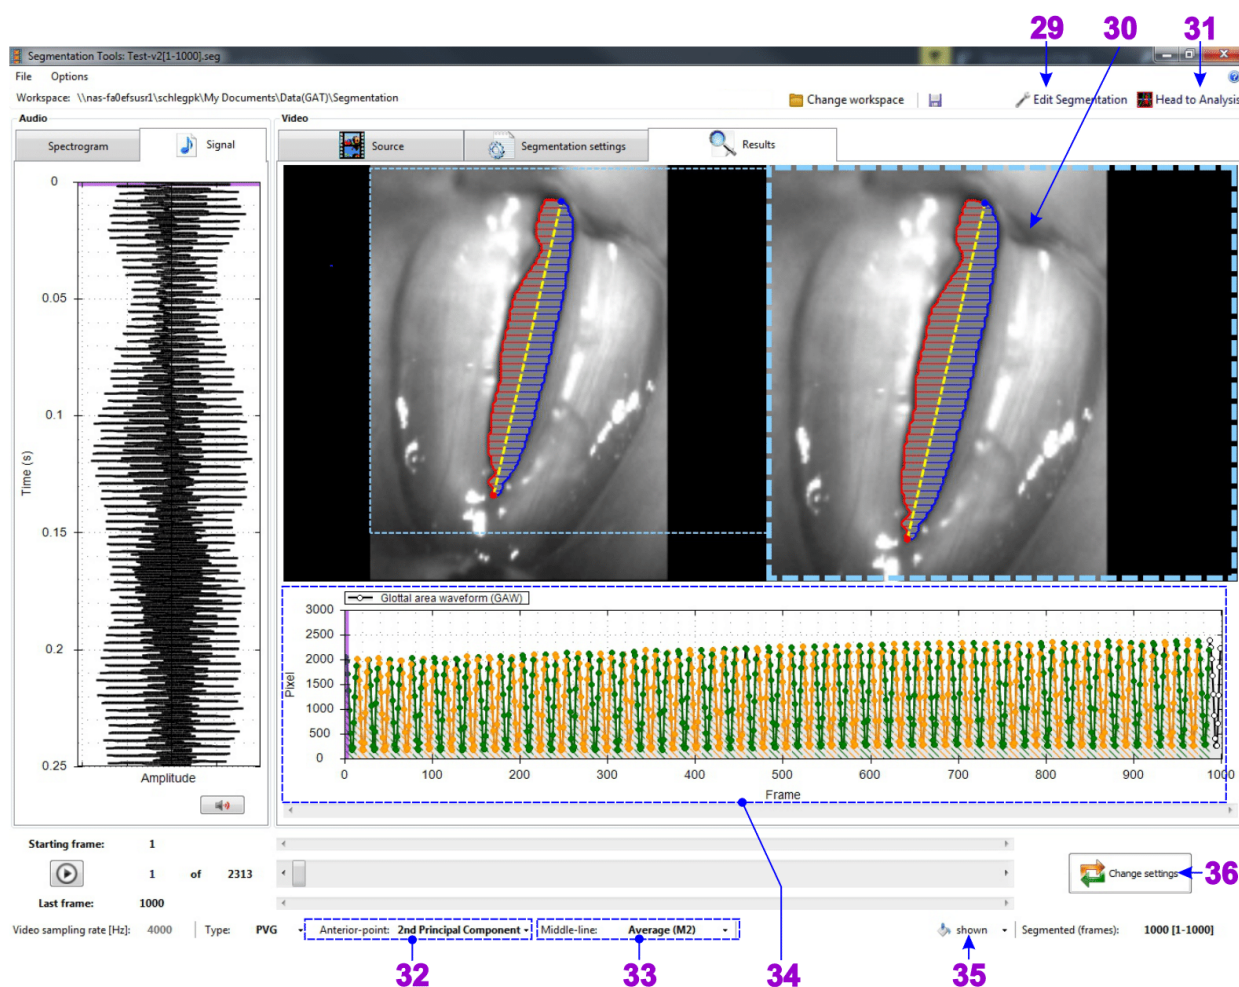 29 30 31
Segmentation Tools: Test-v2[1-1000].seg
File Options
Workspace: \\nas-fa0efsusr1\schlegpk\My Documents\Data(GAT)\Segmentation
Change workspace
Edit Segmentation
Head to Analysis
Audio
Video
Spectrogram
Signal
Source
Segmentation settings
Results
0
0.05
0.1
0.15
0.2
0.25
Time (s)
Amplitude
Glottal area waveform (GAW)
3000
2500
2000
1500
1000
500
0
Pixel
0 100 200 300 400 500 600 700 800 900 1000
Frame
Starting frame: 1
1 of 2313
Last frame: 1000
Change settings
36
Video sampling rate [Hz]: 4000 Type: PVG Anterior-point: 2nd Principal Component Middle-line: Average (M2) shown Segmented (frames): 1000 [1-1000]
32 33 34 35